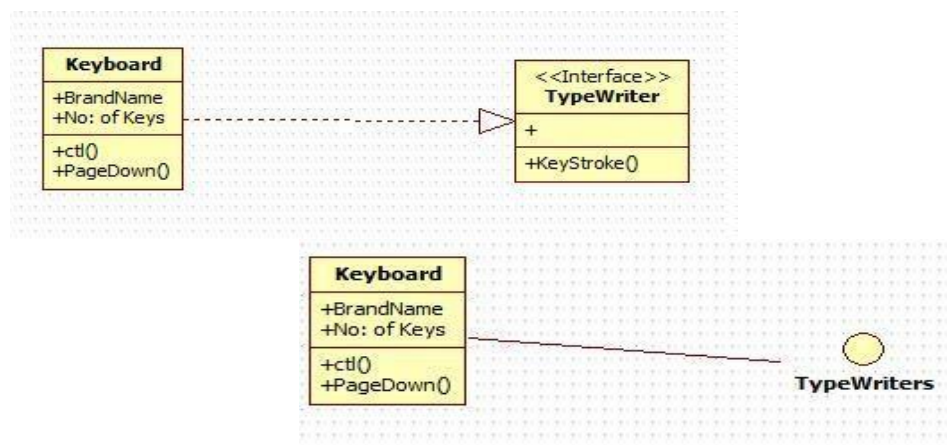 Keyboard
+BrandName
+No: of Keys
+ctl()
+PageDown()
<<Interface>>
TypeWriter
+
+KeyStroke()
Keyboard
+BrandName
+No: of Keys
+ctl()
+PageDown()
TypeWriters